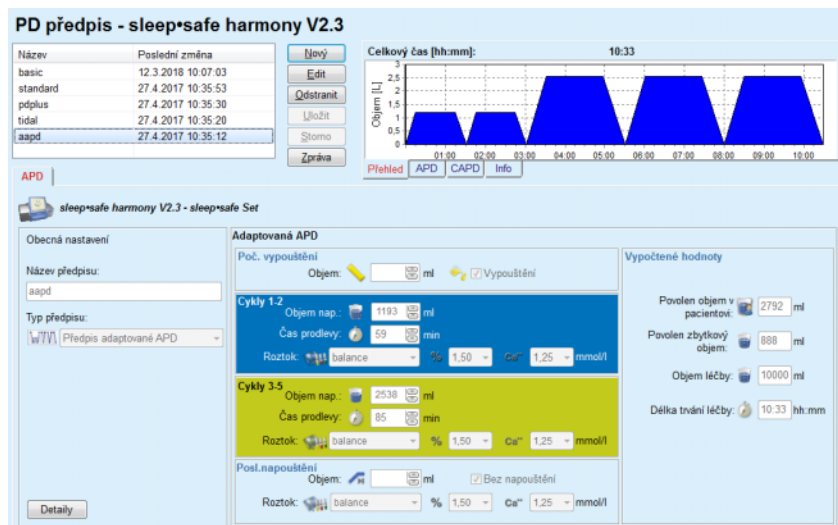 PD předpis - sleep•safe harmony V2.3
Název Poslední změna
basic 12.3.2018 10:07:03
standard 27.4.2017 10:35:53
pdplus 27.4.2017 10:35:30
tidal 27.4.2017 10:35:20
aapd 27.4.2017 10:35:12
Nový
Edit
Odstranit
Uložit
Storno
Zpráva
Celkový čas [hh:mm]: 10:33
Objem [L]
3
2,5
2
1,5
1
0,5
0
01:00 02:00 03:00 04:00 05:00 06:00 07:00 08:00 09:00 10:00
Přehled APD CAPD Info
APD
sleep•safe harmony V2.3 - sleep•safe Set
Obecná nastavení
Název předpisu:
aapd
Typ předpisu:
Předpis adaptované APD
Detaily
Adaptovaná APD
Poč. vypouštění
Objem: ml Vypouštění
Cykly 1-2
Objem nap.: 1193 ml
Čas prodlevy: 59 min
Roztok: balance % 1,50 Ca⁺⁺ 1,25 mmol/l
Cykly 3-5
Objem nap.: 2538 ml
Čas prodlevy: 85 min
Roztok: balance % 1,50 Ca⁺⁺ 1,25 mmol/l
Posl.napouštění
Objem: ml Bez napouštění
Roztok: balance % 1,50 Ca⁺⁺ 1,25 mmol/l
Vypočtené hodnoty
Povolen objem v
pacientovi: 2792 ml
Povolen zbytkový
objem: 888 ml
Objem léčby: 10000 ml
Délka trvání léčby: 10:33 hh:mm